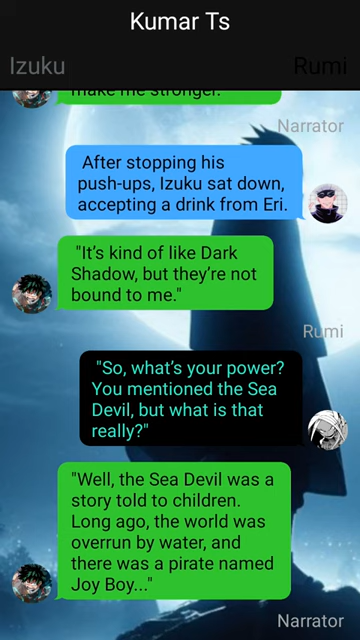 Kumar Ts
Izuku
Rumi
make me stronger."
Narrator
After stopping his
push-ups, Izuku sat down,
accepting a drink from Eri.
"It's kind of like Dark
Shadow, but they're not
bound to me."
Rumi
"So, what's your power?
You mentioned the Sea
Devil, but what is that
really?"
"Well, the Sea Devil was a
story told to children.
Long ago, the world was
overrun by water, and
there was a pirate named
Joy Boy..."
Narrator